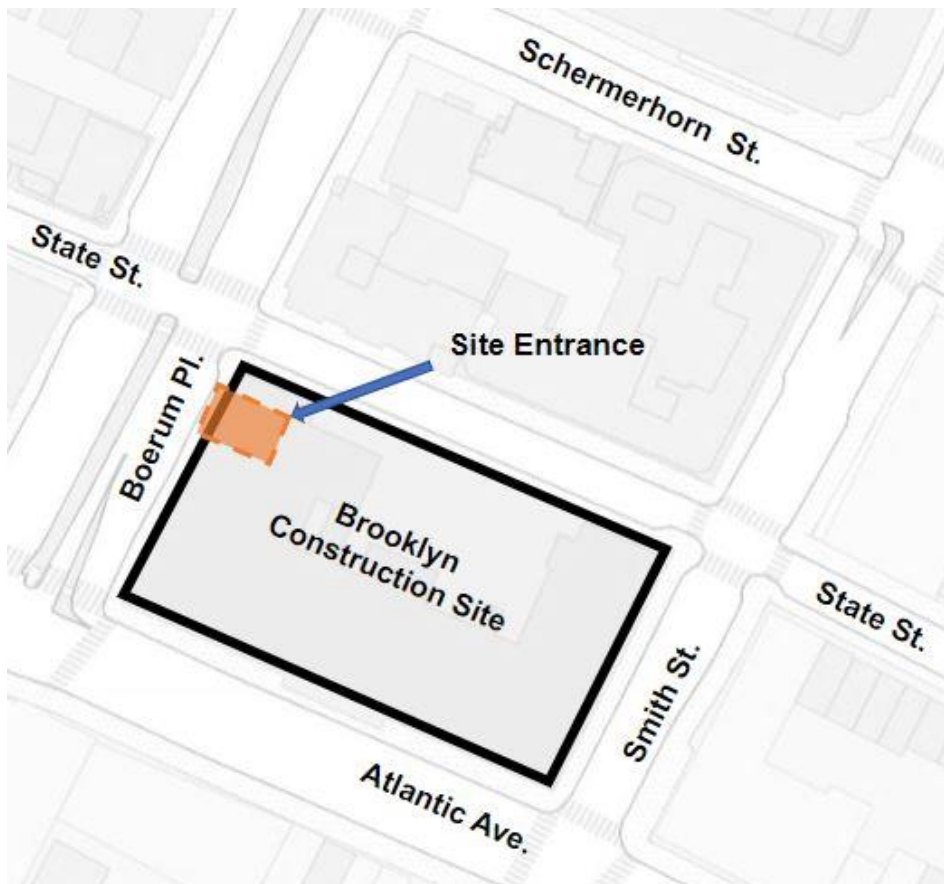 Schermerhorn St.
State St.
Site Entrance
Boerum Pl.
Brooklyn
Construction Site
State St.
Smith St.
Atlantic Ave.